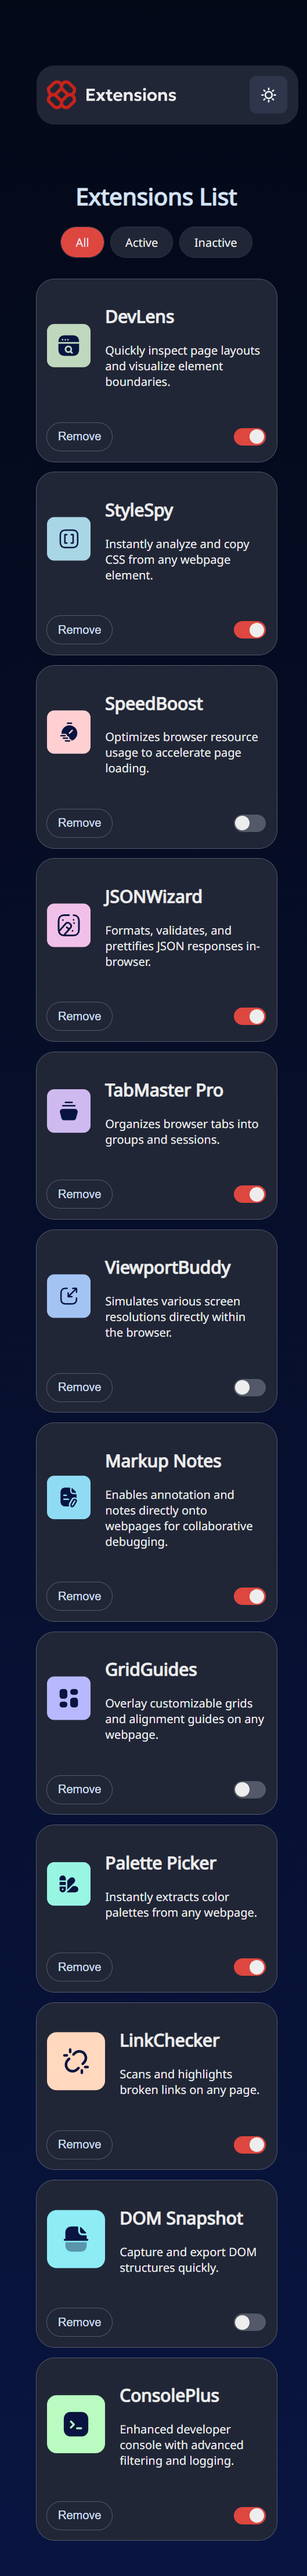 Extensions
Extensions List
All
Active
Inactive
DevLens
Quickly inspect page layouts
and visualize element
boundaries.
Remove
StyleSpy
Instantly analyze and copy
CSS from any webpage
element.
Remove
SpeedBoost
Optimizes browser resource
usage to accelerate page
loading.
Remove
JSONWizard
Formats, validates, and
prettifies JSON responses in-
browser.
Remove
TabMaster Pro
Organizes browser tabs into
groups and sessions.
Remove
ViewportBuddy
Simulates various screen
resolutions directly within
the browser.
Remove
Markup Notes
Enables annotation and
notes directly onto
webpages for collaborative
debugging.
Remove
GridGuides
Overlay customizable grids
and alignment guides on any
webpage.
Remove
Palette Picker
Instantly extracts color
palettes from any webpage.
Remove
LinkChecker
Scans and highlights
broken links on any page.
Remove
DOM Snapshot
Capture and export DOM
structures quickly.
Remove
ConsolePlus
Enhanced developer
console with advanced
filtering and logging.
Remove